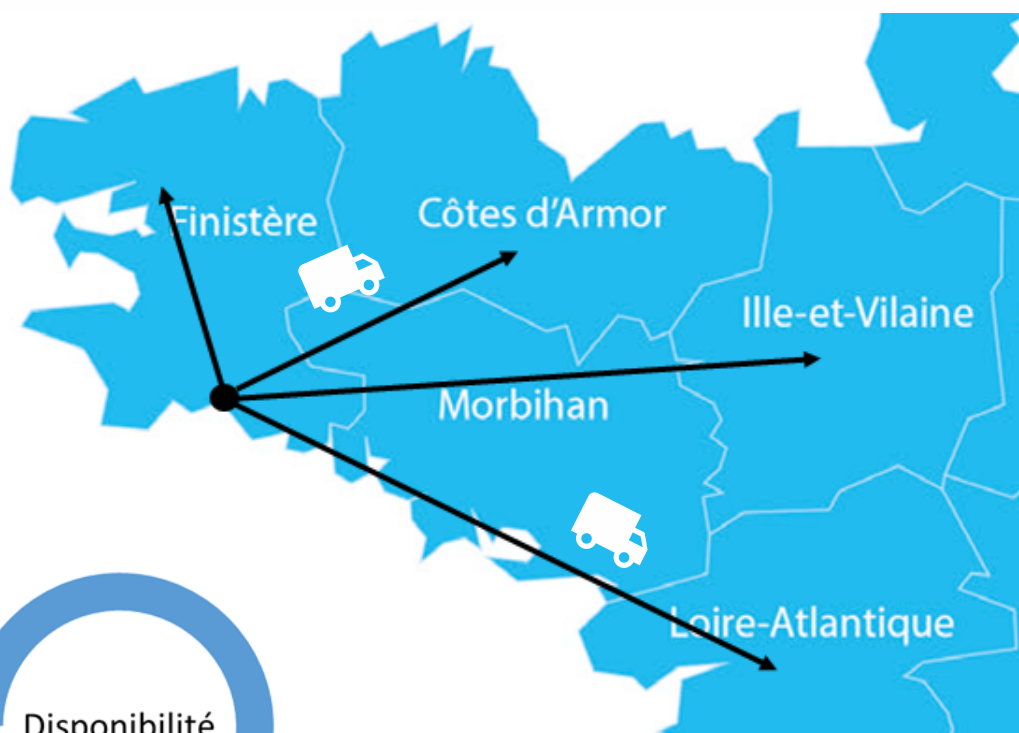 Finistère
Côtes d’Armor
Ille-et-Vilaine
Morbihan
Loire-Atlantique
Disponibilité